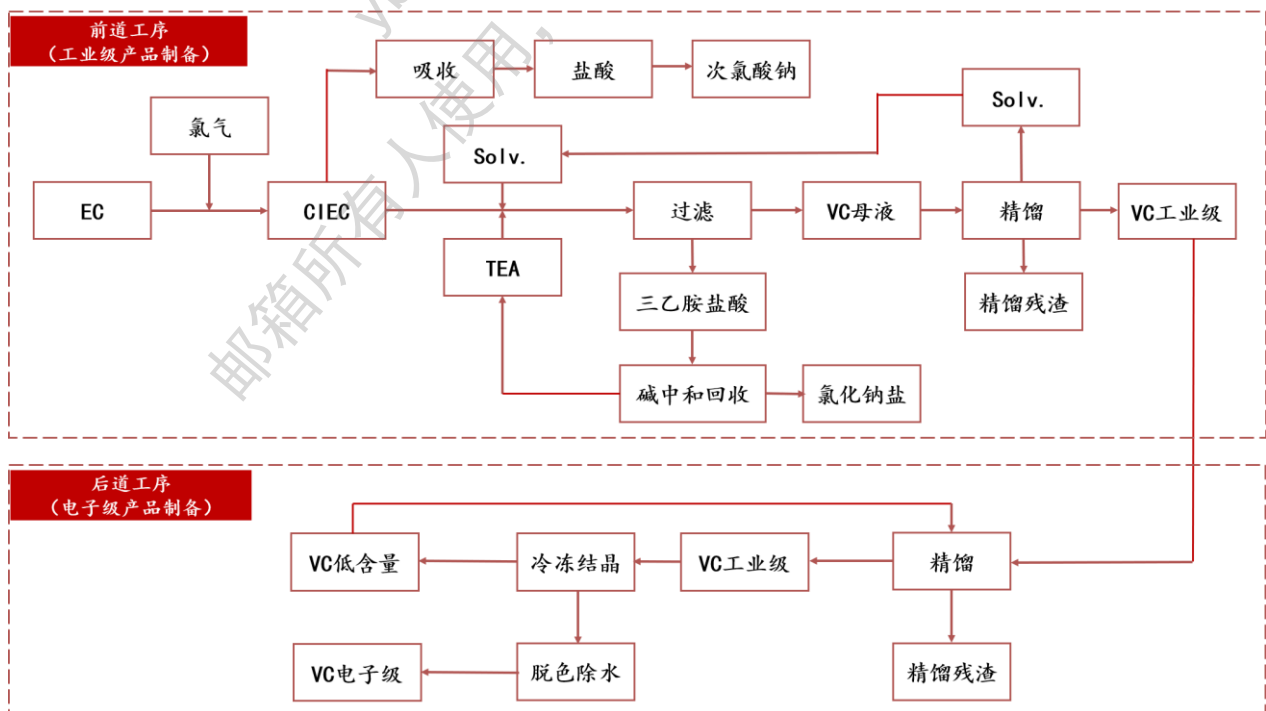 前道工序
(工业级产品制备)
吸收
盐酸
次氯酸钠
Solv.
氯气
Solv.
EC
CIEC
过滤
VC母液
精馏
VC工业级
TEA
三乙胺盐酸
精馏残渣
碱中和回收
氯化钠盐
邮箱所有人使用，
后道工序
(电子级产品制备)
VC低含量
冷冻结晶
VC工业级
精馏
VC电子级
脱色除水
精馏残渣